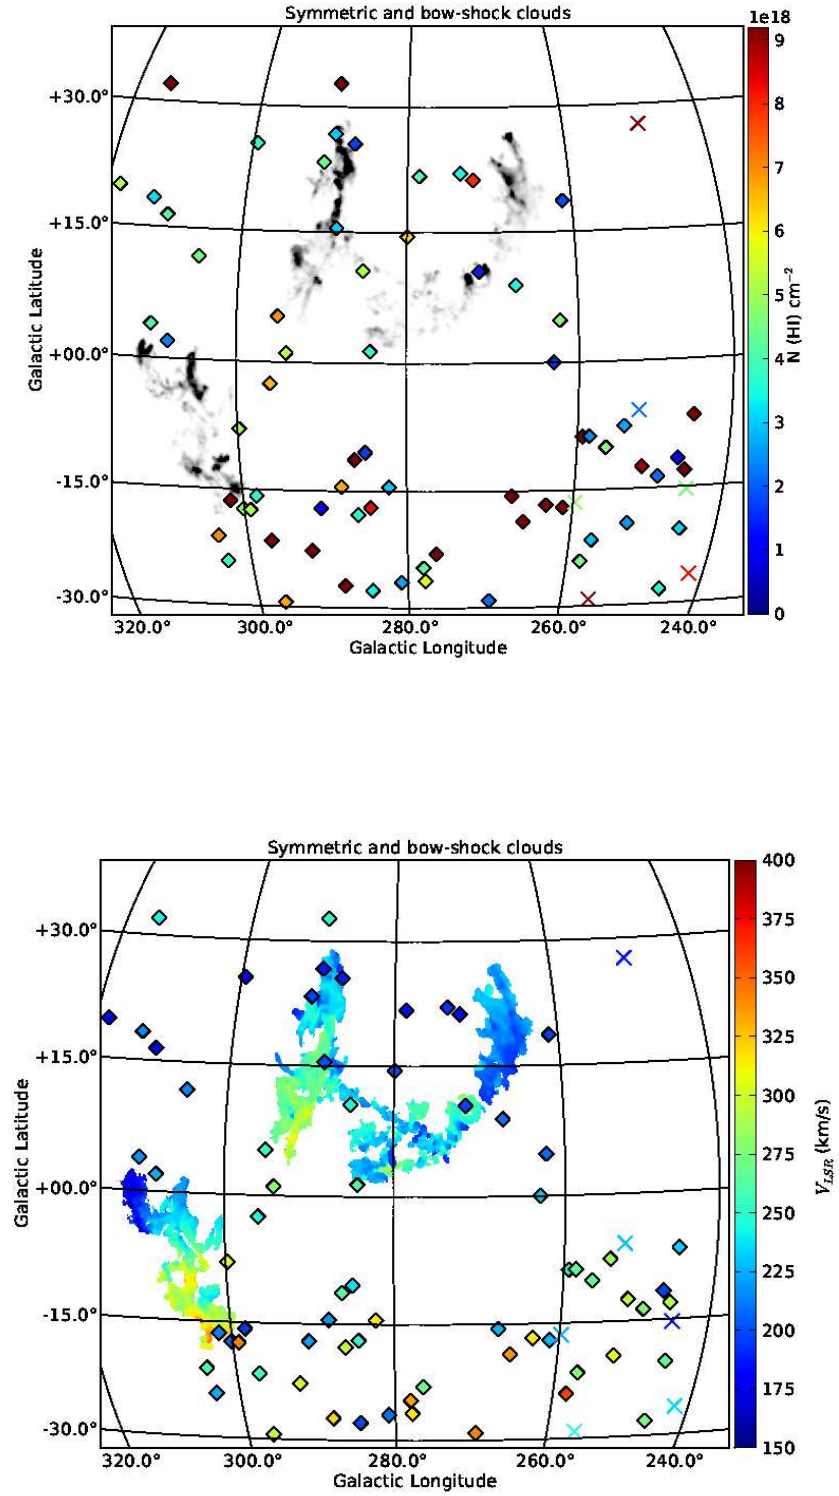 Symmetric and bow-shock clouds
1e18
9
+30.0°
8
7
+15.0°
6
5
Galactic Latitude
N (HI) cm⁻²
+00.0°
4
3
-15.0°
2
1
-30.0°
0
320.0° 300.0° 280.0° 260.0° 240.0°
Galactic Longitude
Symmetric and bow-shock clouds
400
+30.0°
375
350
+15.0°
325
300
Galactic Latitude
V_LSR (km/s)
+00.0°
275
250
225
-15.0°
200
175
-30.0°
150
320.0° 300.0° 280.0° 260.0° 240.0°
Galactic Longitude